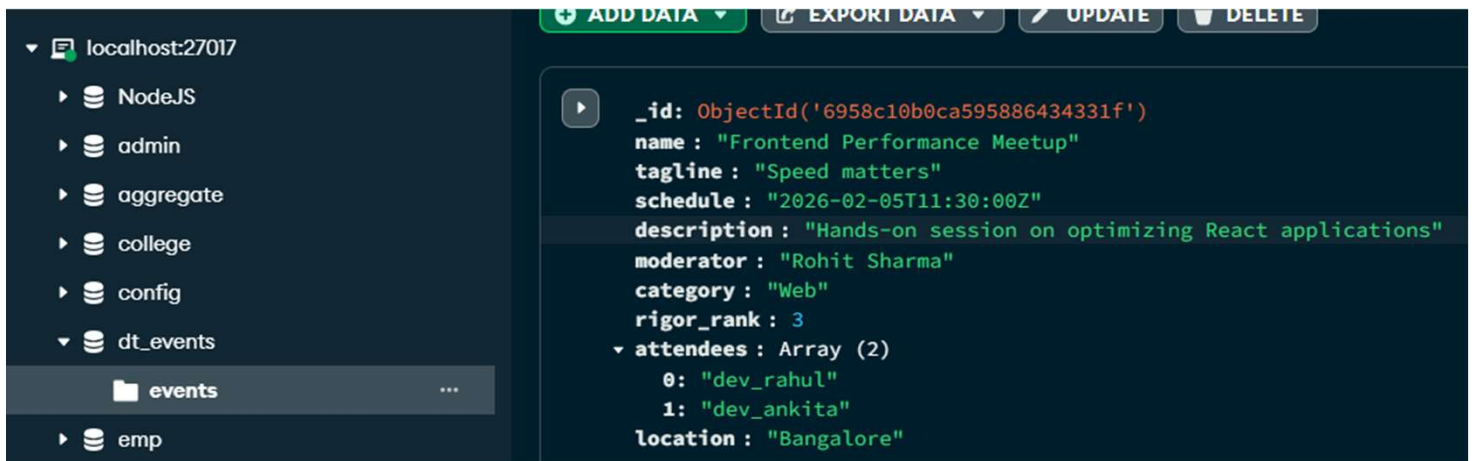 ADD DATA EXPORT DATA UPDATE DELETE
localhost:27017
NodeJS
admin
aggregate
college
config
dt_events
events
emp
_id: ObjectId('6958c10b0ca595886434331f')
name : "Frontend Performance Meetup"
tagline : "Speed matters"
schedule : "2026-02-05T11:30:00Z"
description : "Hands-on session on optimizing React applications"
moderator : "Rohit Sharma"
category : "Web"
rigor_rank : 3
attendees : Array (2)
0: "dev_rahul"
1: "dev_ankita"
location : "Bangalore"